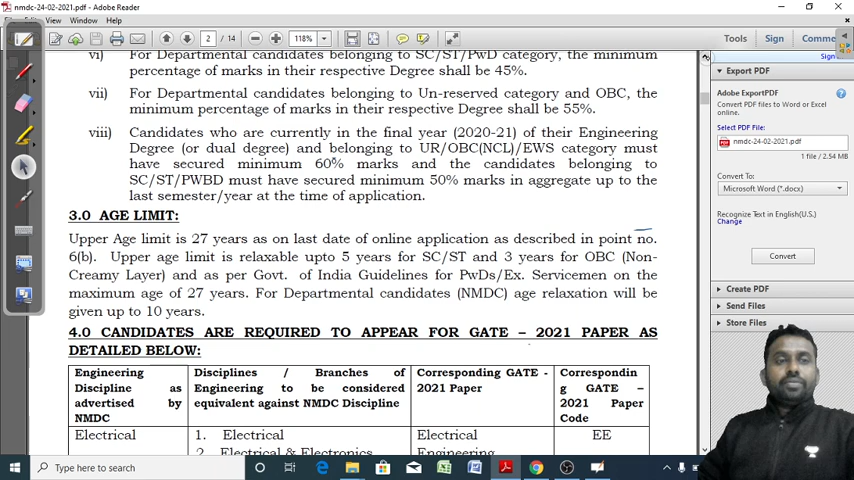 nmdc-24-02-2021.pdf
File Edit View Window Help
2 / 14 118% Tools Sign Comme
vi) For Departmental candidates belonging to SC/ST/PwD category, the minimum
percentage of marks in their respective Degree shall be 45%.
vii) For Departmental candidates belonging to Un-reserved category and OBC, the
minimum percentage of marks in their respective Degree shall be 55%.
viii) Candidates who are currently in the final year (2020-21) of their Engineering
Degree (or dual degree) and belonging to UR/OBC(NCL)/EWS category must
have secured minimum 60% marks and the candidates belonging to
SC/ST/PWBD must have secured minimum 50% marks in aggregate up to the
last semester/year at the time of application.
3.0 AGE LIMIT:
Upper Age limit is 27 years as on last date of online application as described in point no.
6(b). Upper age limit is relaxable upto 5 years for SC/ST and 3 years for OBC (Non-
Creamy Layer) and as per Govt. of India Guidelines for PwDs/Ex. Servicemen on the
maximum age of 27 years. For Departmental candidates (NMDC) age relaxation will be
given up to 10 years.
4.0 CANDIDATES ARE REQUIRED TO APPEAR FOR GATE – 2021 PAPER AS
DETAILED BELOW:
Engineering
Discipline as
advertised by
NMDC
Disciplines / Branches of
Engineering to be considered
equivalent against NMDC Discipline
Corresponding GATE -
2021 Paper
Correspondin
g GATE –
2021 Paper
Code
Electrical
1. Electrical
2. Electrical & Electronics
Electrical
Engineering
EE
Sign
Export PDF
Adobe ExportPDF
Convert PDF files to Word or Excel
online.
Select PDF File:
nmdc-24-02-2021.pdf
1 file / 2.54 MB
Convert To:
Microsoft Word (*.docx)
Recognize Text in English(U.S.)
Change
Convert
Create PDF
Send Files
Store Files
Type here to search